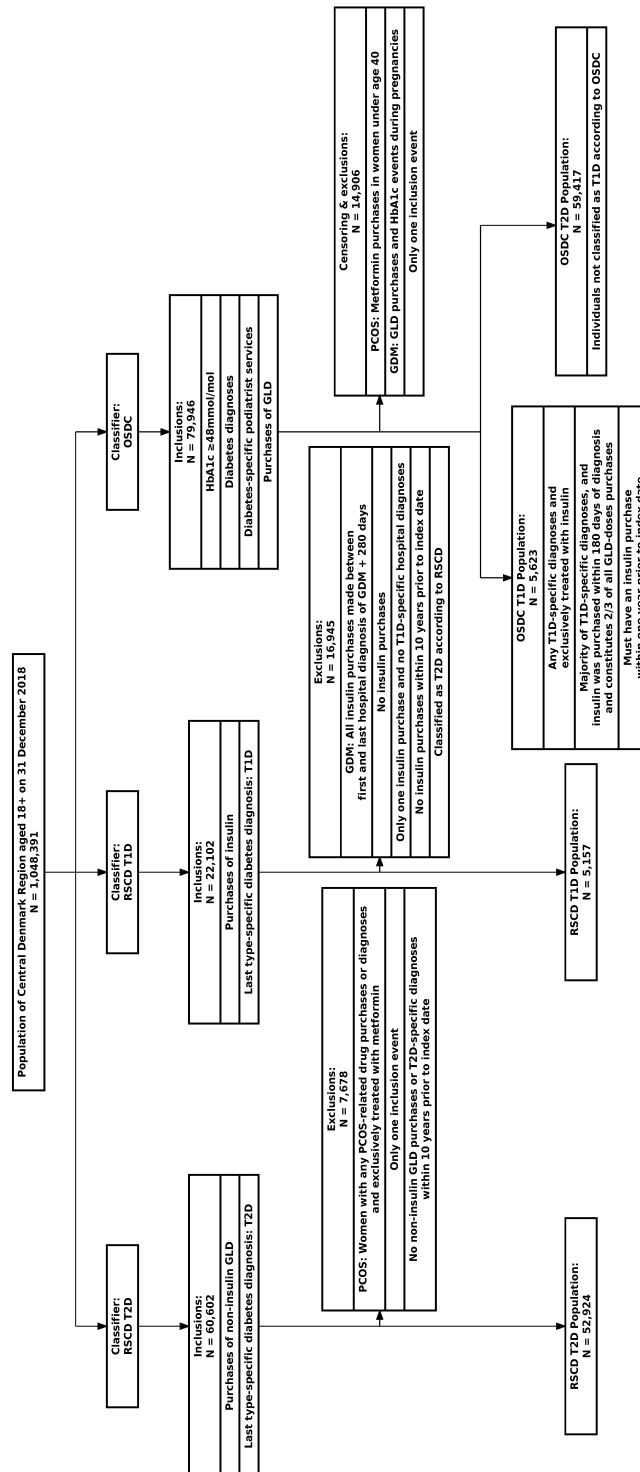 Population of Central Denmark Region aged 18+ on 31 December 2018
N = 1,048,391
Classifier:
RSCD T2D
Classifier:
RSCD T1D
Classifier:
OSDC
Inclusions:
N = 60,602
Purchases of non-insulin GLD
Last type-specific diabetes diagnosis: T2D
Inclusions:
N = 22,102
Purchases of insulin
Last type-specific diabetes diagnosis: T1D
Inclusions:
N = 79,946
HbA1c ≥48mmol/mol
Diabetes diagnoses
Diabetes-specific podiatrist services
Purchases of GLD
Exclusions:
N = 7,678
PCOS: Women with any PCOS-related drug purchases or diagnoses
and exclusively treated with metformin
Only one inclusion event
No non-insulin GLD purchases or T2D-specific diagnoses
within 10 years prior to index date
Exclusions:
N = 16,945
GDM: All insulin purchases made between
first and last hospital diagnosis of GDM + 280 days
No insulin purchases
Only one insulin purchase and no T1D-specific hospital diagnoses
No insulin purchases within 10 years prior to index date
Classified as T2D according to RSCD
Censoring & exclusions:
N = 14,906
PCOS: Metformin purchases in women under age 40
GDM: GLD purchases and HbA1c events during pregnancies
Only one inclusion event
RSCD T2D Population:
N = 52,924
RSCD T1D Population:
N = 5,157
OSDC T1D Population:
N = 5,623
Any T1D-specific diagnoses and
exclusively treated with insulin
Majority of T1D-specific diagnoses, and
insulin was purchased within 180 days of diagnosis
and constitutes 2/3 of all GLD-doses purchases
Must have an insulin purchase
within one year prior to index date
OSDC T2D Population:
N = 59,417
Individuals not classified as T1D according to OSDC